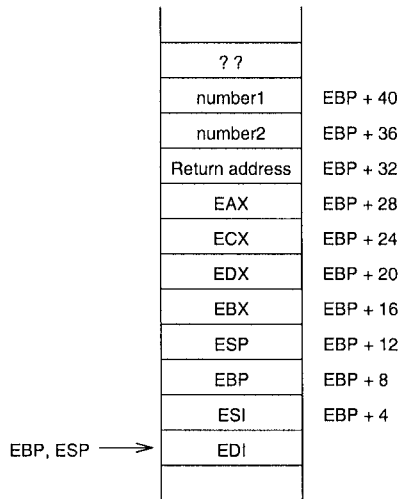 ? ?
number1 EBP + 40
number2 EBP + 36
Return address EBP + 32
EAX EBP + 28
ECX EBP + 24
EDX EBP + 20
EBX EBP + 16
ESP EBP + 12
EBP EBP + 8
ESI EBP + 4
EBP, ESP EDI